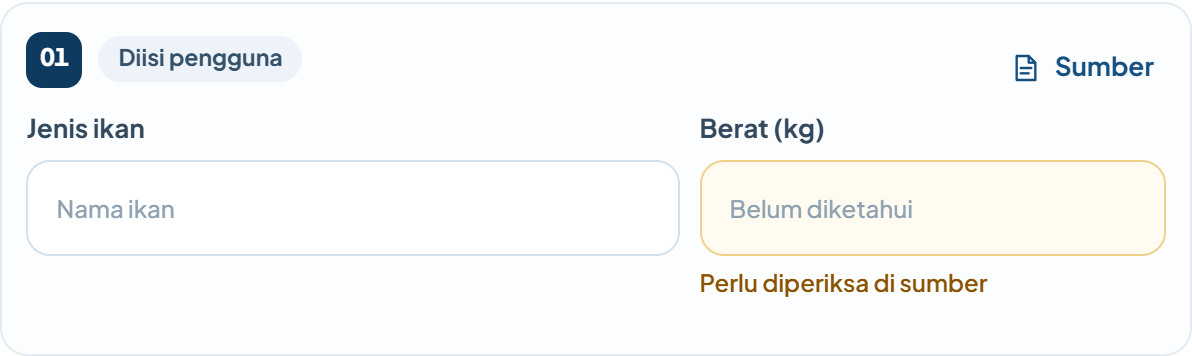 01 Diisi pengguna Sumber
Jenis ikan Berat (kg)
Nama ikan Belum diketahui
Perlu diperiksa di sumber